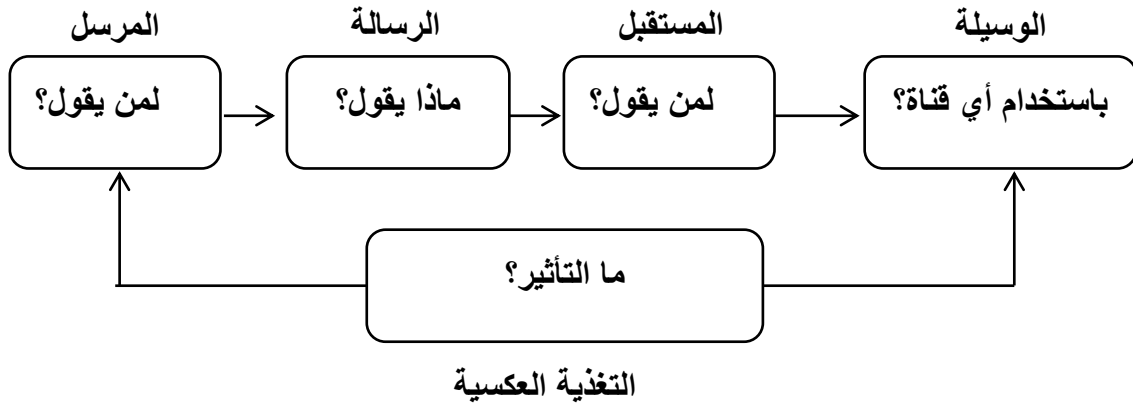 المرسل
الرسالة
المستقبل
الوسيلة
لمن يقول؟
ماذا يقول؟
لمن يقول؟
باستخدام أي قناة؟
ما التأثير؟
التغذية العكسية